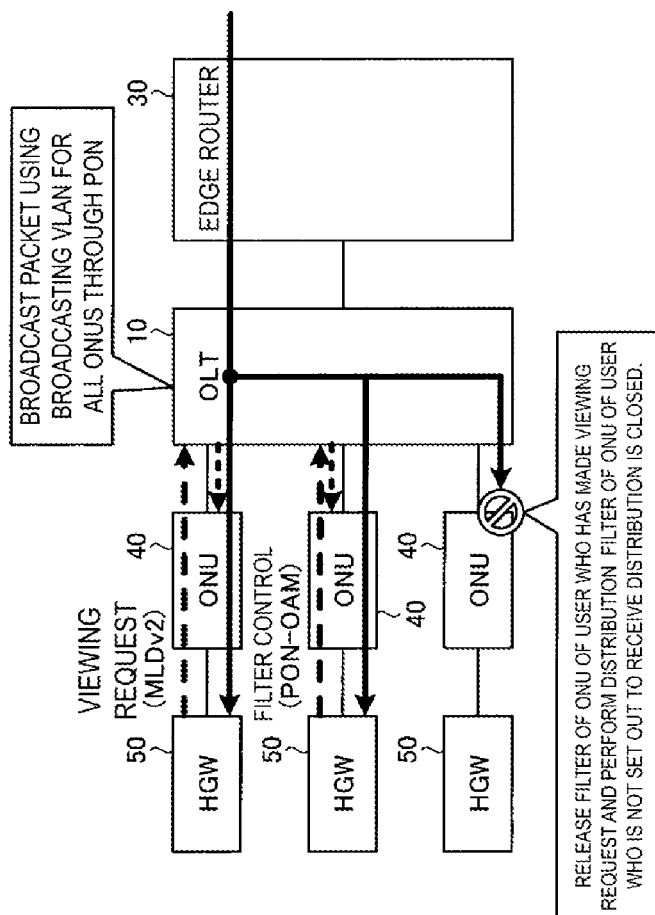 BROADCAST PACKET USING
BROADCASTING VLAN FOR
ALL ONUS THROUGH PON
30
EDGE ROUTER
10
OLT
VIEWING
REQUEST
(MLDv2)
40
ONU
50
HGW
FILTER CONTROL
(PON-OAM)
ONU
40
50
HGW
40
ONU
50
HGW
RELEASE FILTER OF ONU OF USER WHO HAS MADE VIEWING
REQUEST AND PERFORM DISTRIBUTION FILTER OF ONU OF USER
WHO IS NOT SET OUT TO RECEIVE DISTRIBUTION IS CLOSED.